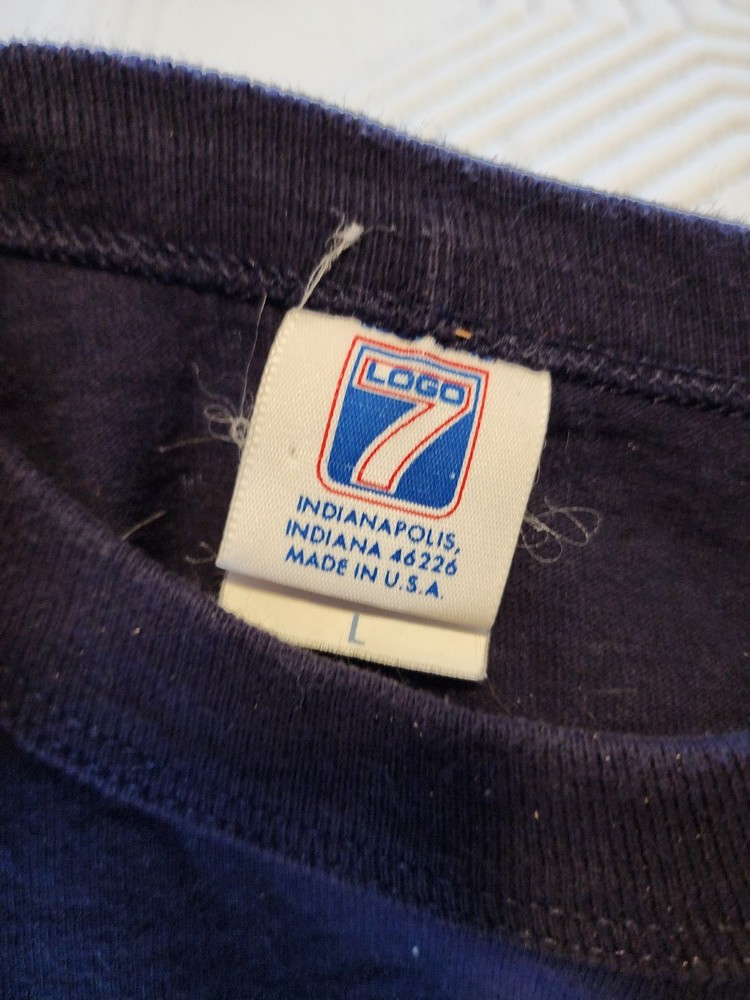 LOGO
7
INDIANAPOLIS,
INDIANA 46226
MADE IN U.S.A.
L